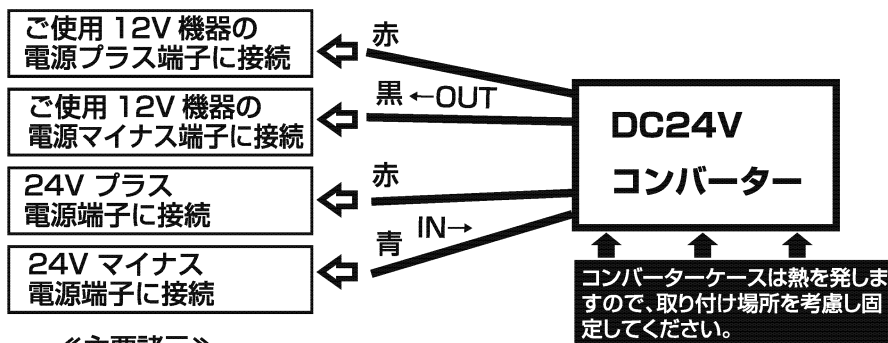 ご使用 12V 機器の
電源プラス端子に接続
赤
ご使用 12V 機器の
電源マイナス端子に接続
黒 ←OUT
24V プラス
電源端子に接続
赤
24V マイナス
電源端子に接続
青 IN→
DC24V
コンバーター
コンバーターケースは熱を発しま
すので、取り付け場所を考慮し固
定してください。
≪主要諸元≫